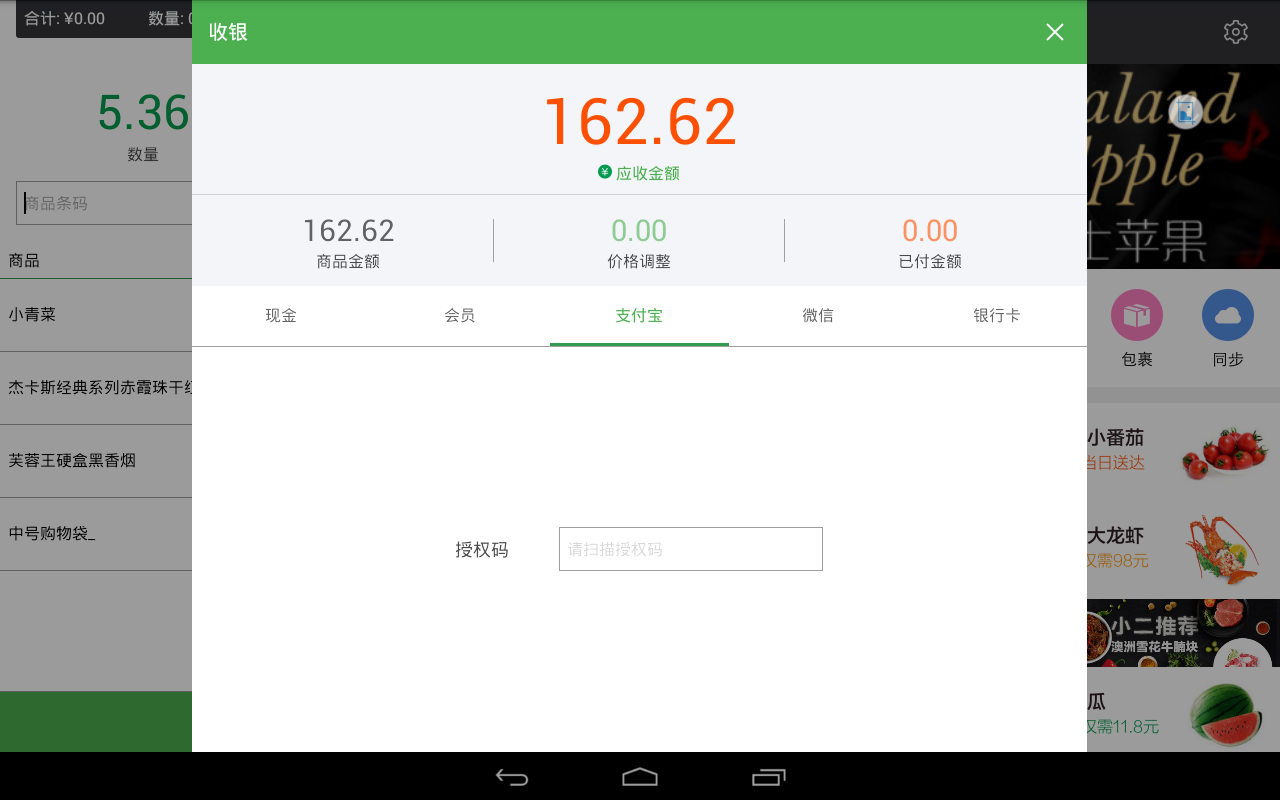 合计: ¥0.00
数量:
收银
5.36
数量
商品条码
商品
小青菜
杰卡斯经典系列赤霞珠干红
芙蓉王硬盒黑香烟
中号购物袋_
162.62
¥ 应收金额
162.62
商品金额
0.00
价格调整
0.00
已付金额
现金
会员
支付宝
微信
银行卡
授权码
请扫描授权码
aland
Apple
士苹果
包裹
同步
小番茄
当日送达
大龙虾
仅需98元
小二推荐
澳洲雪花牛腩块
瓜
仅需11.8元